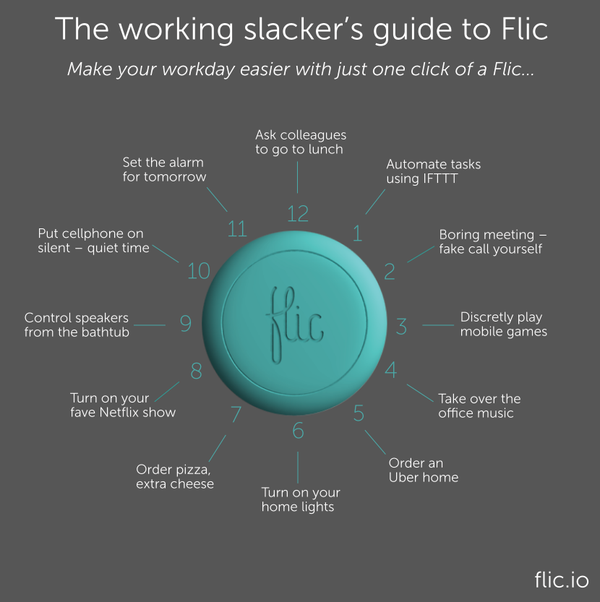 The working slacker's guide to Flic
Make your workday easier with just one click of a Flic...
Ask colleagues
to go to lunch
12
Automate tasks
using IFTTT
1
Boring meeting –
fake call yourself
2
Discretly play
mobile games
3
Take over the
office music
4
Order an
Uber home
5
Turn on your
home lights
6
Order pizza,
extra cheese
7
Turn on your
fave Netflix show
8
Control speakers
from the bathtub
9
Put cellphone on
silent – quiet time
10
Set the alarm
for tomorrow
11
flic
flic.io